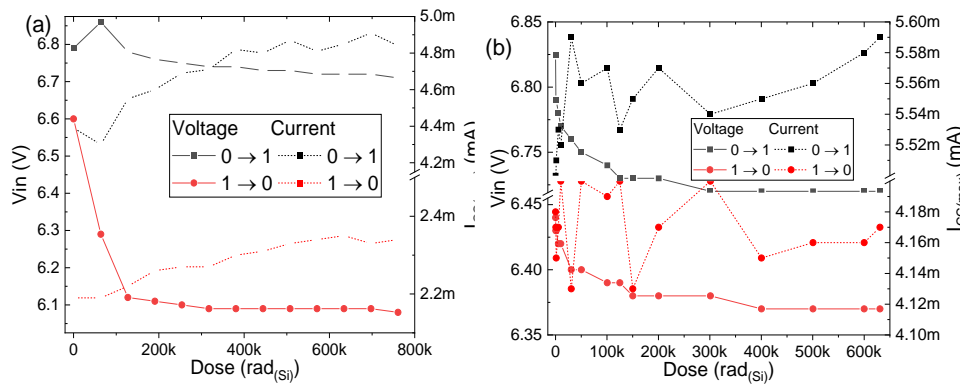 (a)
Vin (V)
6.8
6.7
6.6
6.5
6.4
6.3
6.2
6.1
Voltage Current
0 → 1 0 → 1
1 → 0 1 → 0
5.0m
4.8m
4.6m
4.4m
4.2m
2.4m
2.2m
0 200k 400k 600k 800k
Dose (rad(Si))
(b)
Vin (V)
6.85
6.80
6.75
6.45
6.40
6.35
Voltage Current
0 → 1 0 → 1
1 → 0 1 → 0
5.60m
5.58m
5.56m
5.54m
5.52m
4.18m
4.16m
4.15m
4.13m
4.12m
4.10m
0 100k 200k 300k 400k 500k 600k
Dose (rad(Si))